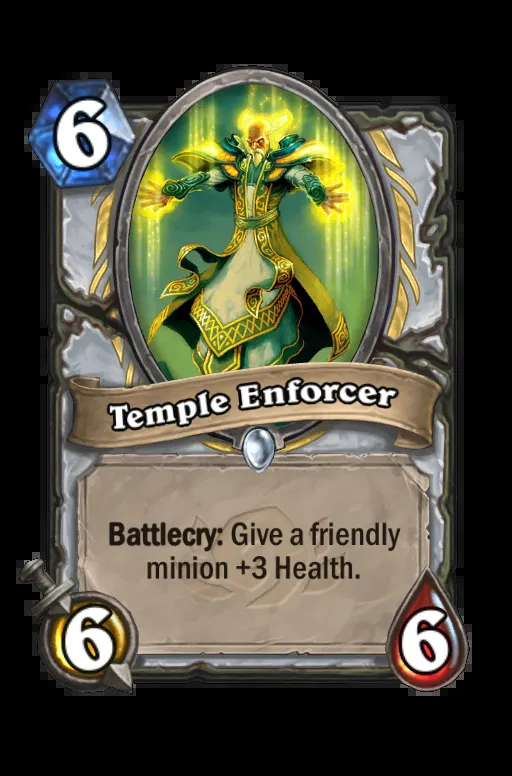 6
Temple Enforcer
Battlecry: Give a friendly
minion +3 Health.
6
6